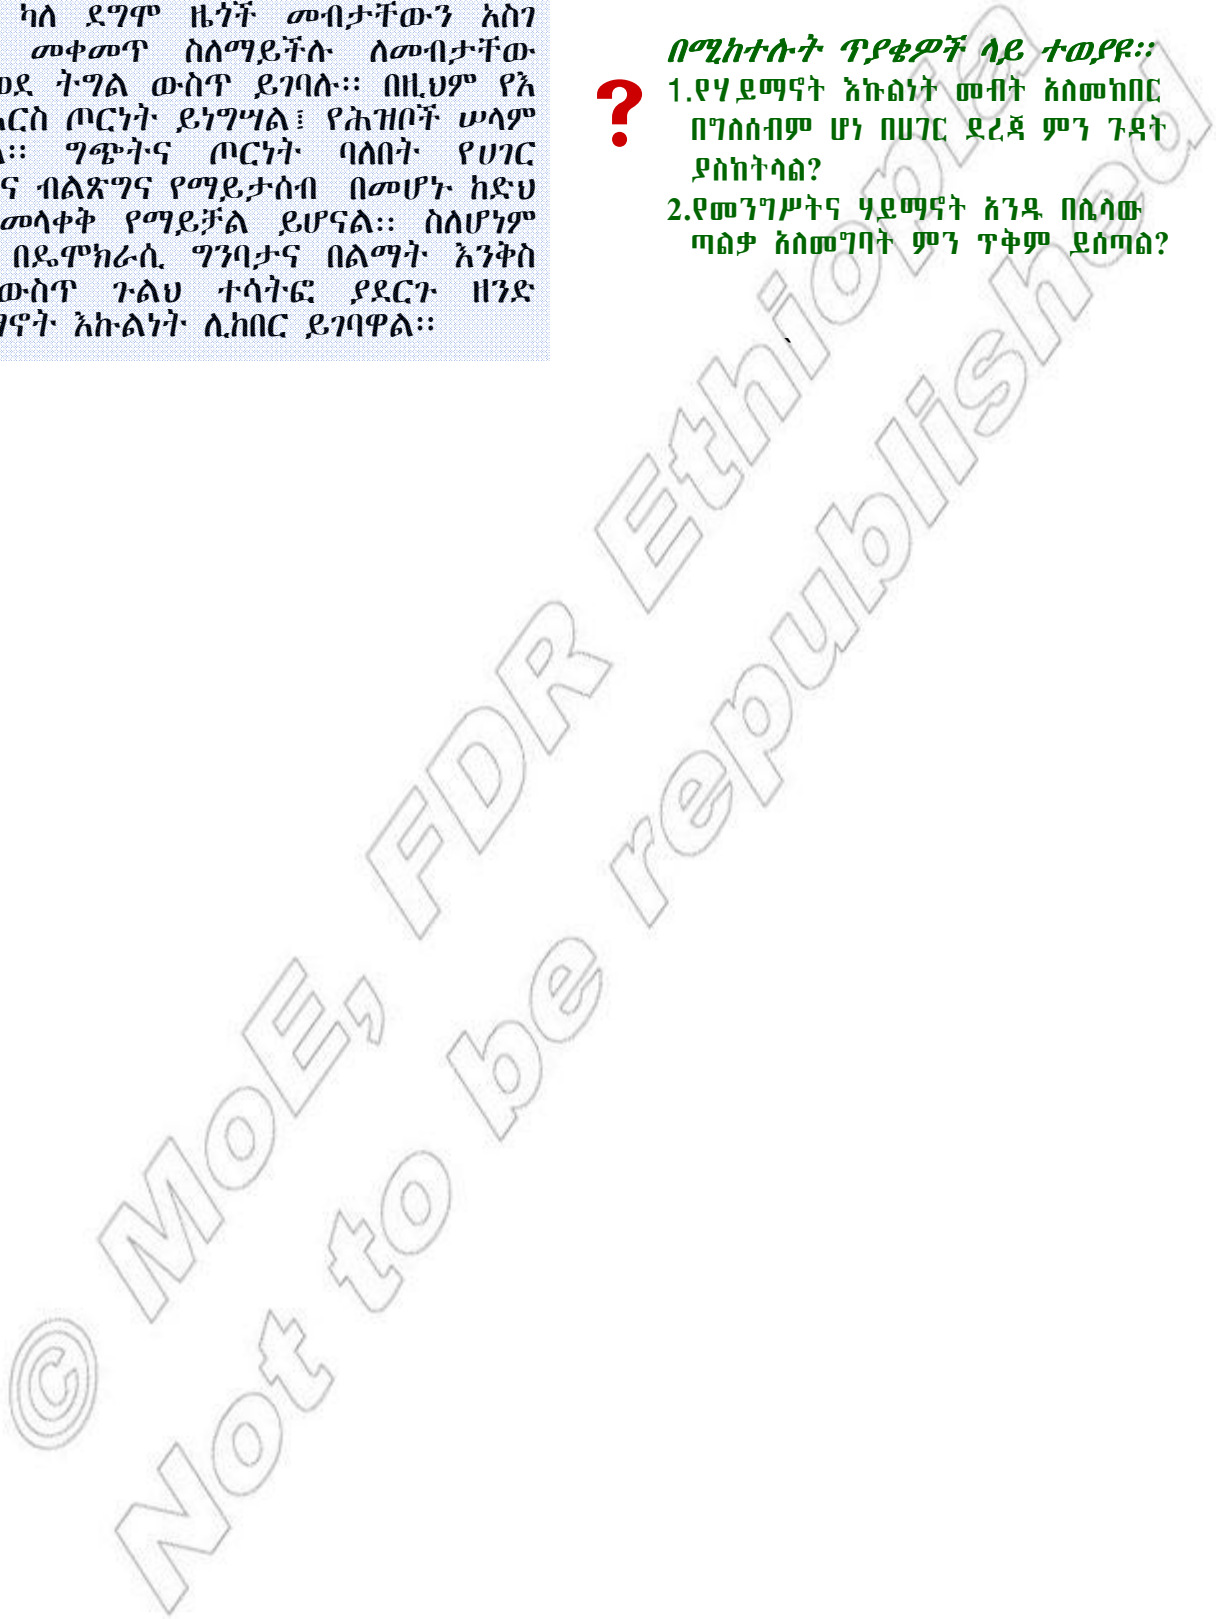 ካለ ደግሞ ዜጎች መብታቸውን አስገ
መቀመጥ ስለማይችሉ ለመብታቸው
ወደ ትግል ውስጥ ይገባሉ፡፡ በዚህም የእ
ርስ ጦርነት ይነግሣል፤ የሕዝቦች ሠላም
፡፡ ግጭትና ጦርነት ባለበት የሀገር
ና ብልጽግና የማይታሰብ በመሆኑ ከድህ
መላቀቅ የማይቻል ይሆናል፡፡ ስለሆነም
በዴሞክራሲ ግንባታና በልማት እንቅስ
ውስጥ ጉልህ ተሳትፎ ያደርጉ ዘንድ
ኖት እኩልነት ሊከበር ይገባዋል፡፡
በሚከተሉት ጥያቄዎች ላይ ተወያዩ፡፡
?
1.የሃይማኖት እኩልነት መብት አለመከበር
በግለሰብም ሆነ በሀገር ደረጃ ምን ጉዳት
ያስከትላል?
2.የመንግሥትና ሃይማኖት አንዱ በሌላው
ጣልቃ አለመግባት ምን ጥቅም ይሰጣል?
© MoE, FDR Ethiopia
Not to be republished